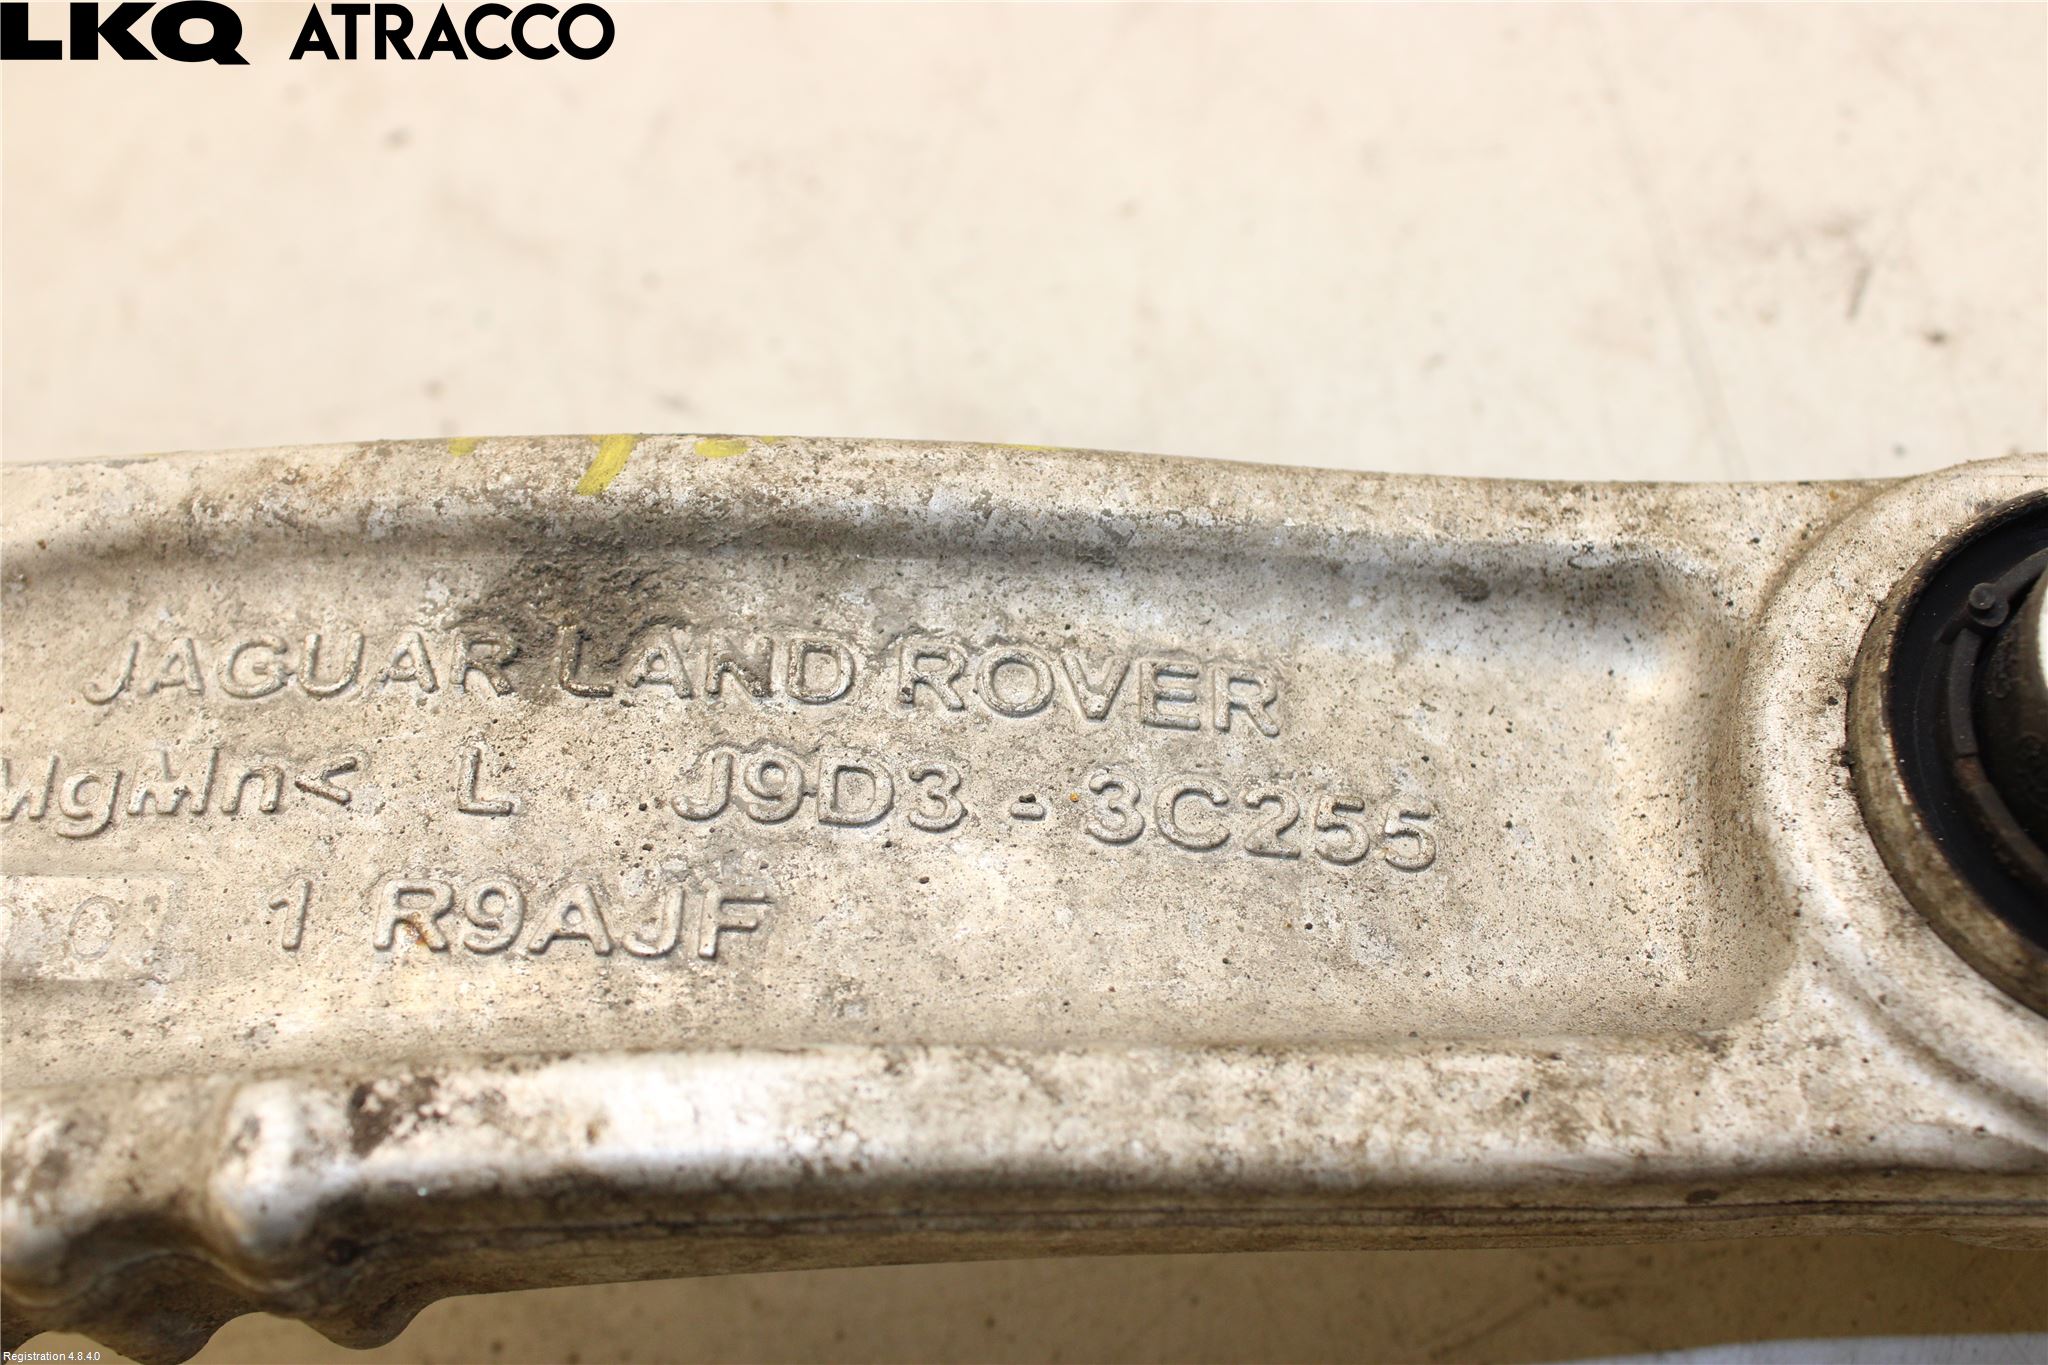 LKQ ATRACCO
JAGUAR LAND ROVER
MgMn< L J9D3 - 3C255
1 R9AJF
Registration 4.8.4.0